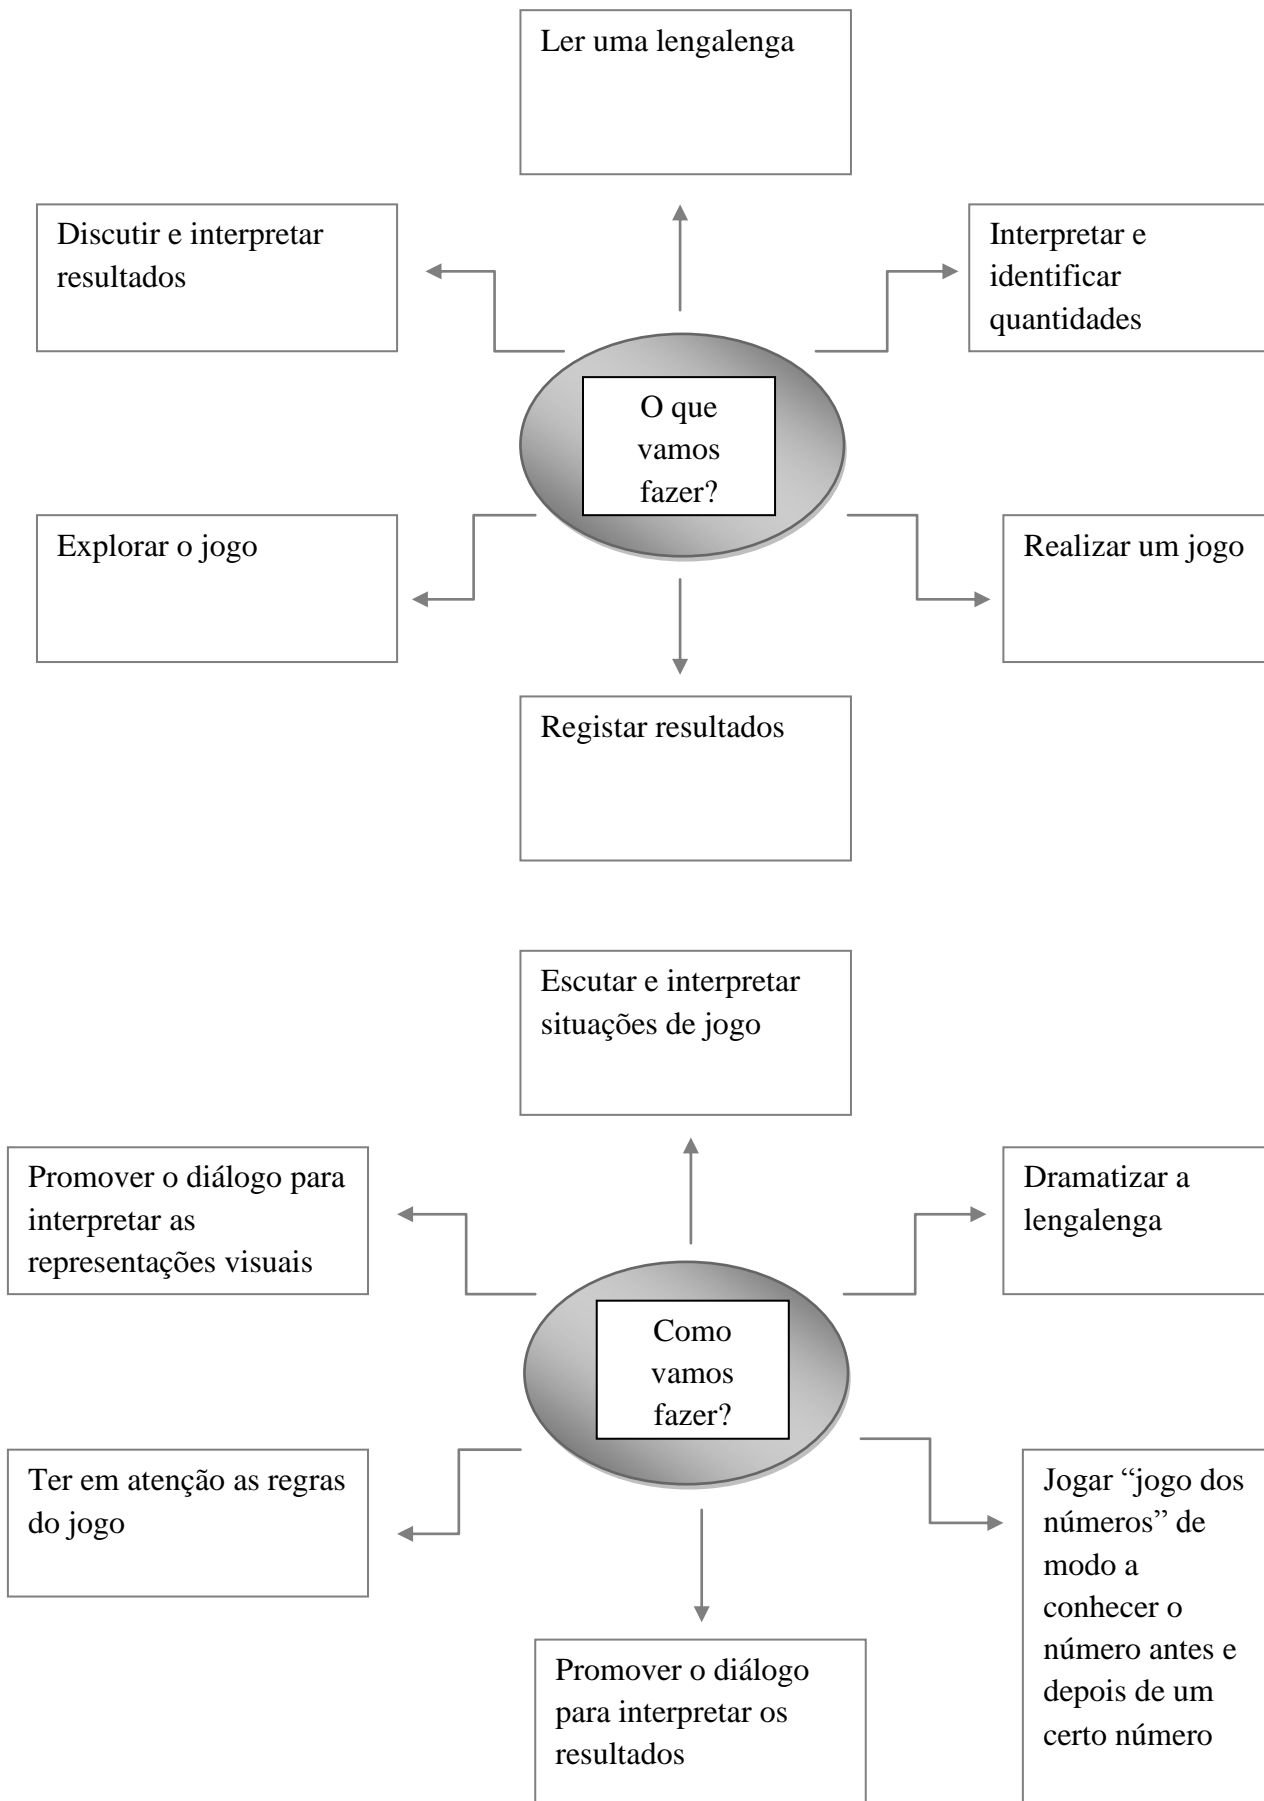 Ler uma lengalenga
Discutir e interpretar
resultados
Interpretar e
identificar
quantidades
O que
vamos
fazer?
Explorar o jogo
Realizar um jogo
Registar resultados
Escutar e interpretar
situações de jogo
Promover o diálogo para
interpretar as
representações visuais
Dramatizar a
lengalenga
Como
vamos
fazer?
Ter em atenção as regras
do jogo
Jogar “jogo dos
números” de
modo a
conhecer o
número antes e
depois de um
certo número
Promover o diálogo
para interpretar os
resultados